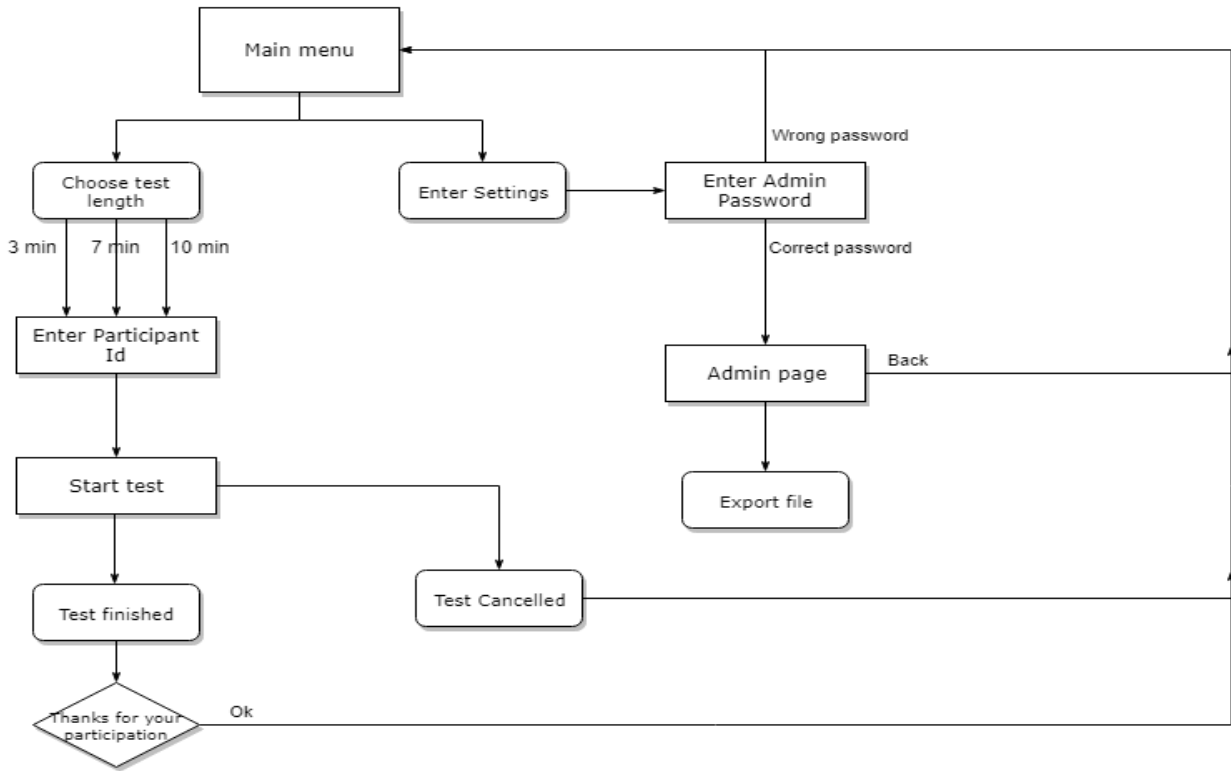 Main menu
Wrong password
Choose test
length
Enter Settings
Enter Admin
Password
3 min
7 min
10 min
Correct password
Enter Participant
Id
Admin page
Back
Start test
Export file
Test finished
Test Cancelled
Thanks for your
participation
Ok